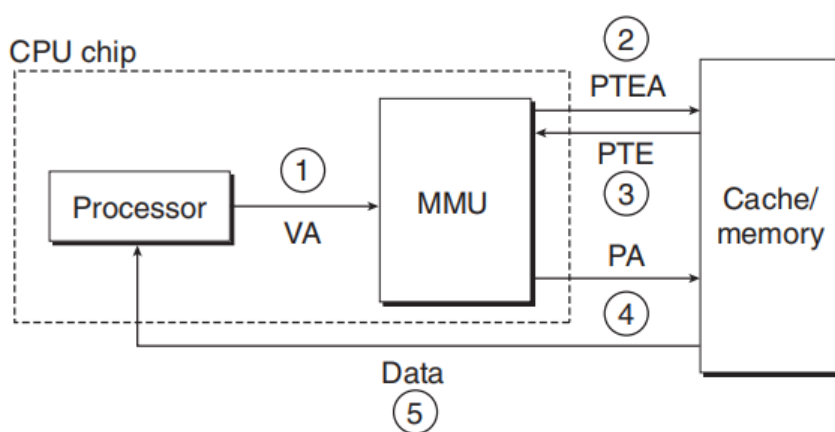 CPU chip
2
PTEA
1
PTE
Processor
MMU
3
Cache/
memory
VA
PA
4
Data
5